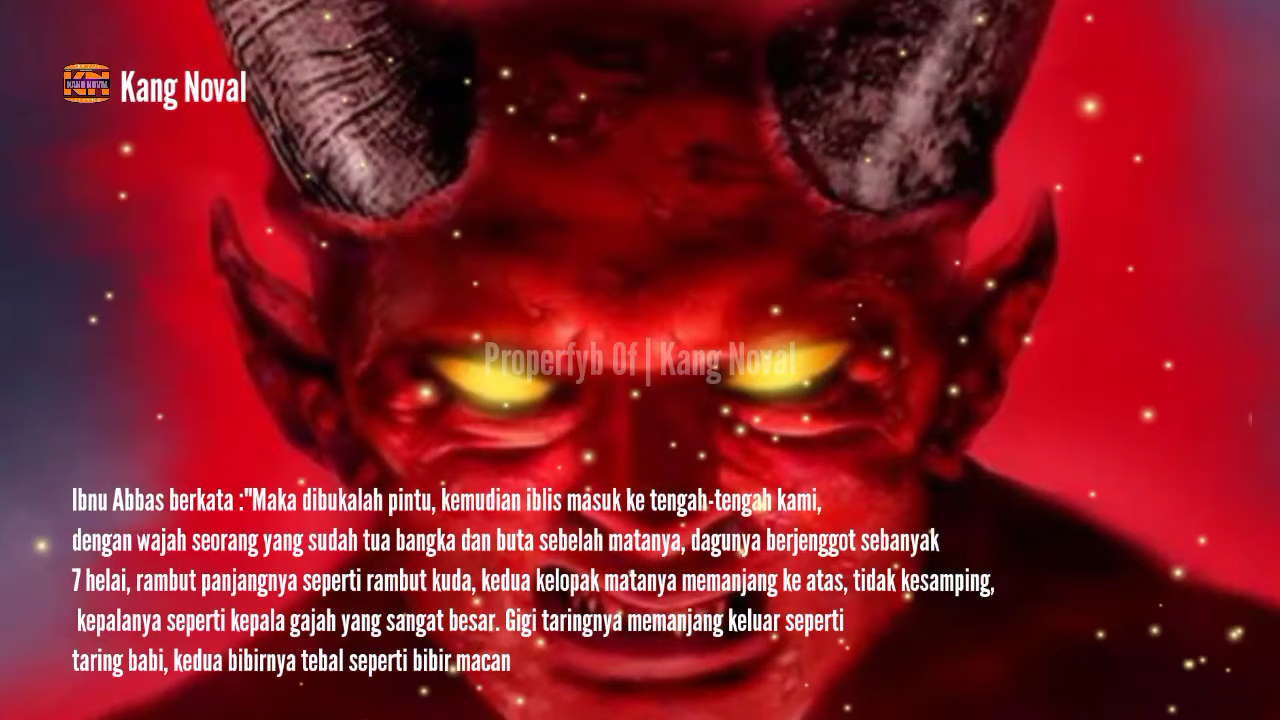 Kang Noval
Properfyb Of | Kang Noval
Ibnu Abbas berkata :"Maka dibukalah pintu, kemudian iblis masuk ke tengah-tengah kami,
dengan wajah seorang yang sudah tua bangka dan buta sebelah matanya, dagunya berjenggot sebanyak
7 helai, rambut panjangnya seperti rambut kuda, kedua kelopak matanya memanjang ke atas, tidak kesamping,
kepalanya seperti kepala gajah yang sangat besar. Gigi taringnya memanjang keluar seperti
taring babi, kedua bibirnya tebal seperti bibir macan